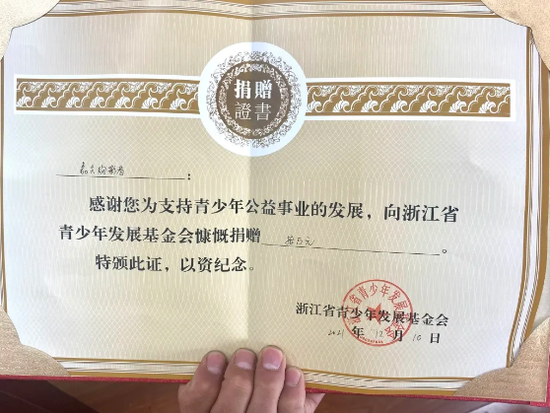 捐贈
證書
：
感谢您为支持青少年公益事业的发展，向浙江省
青少年发展基金会慷慨捐赠 元 。
特颁此证，以资纪念。
浙江省青少年发展基金会
2021 年 12 月 10 日